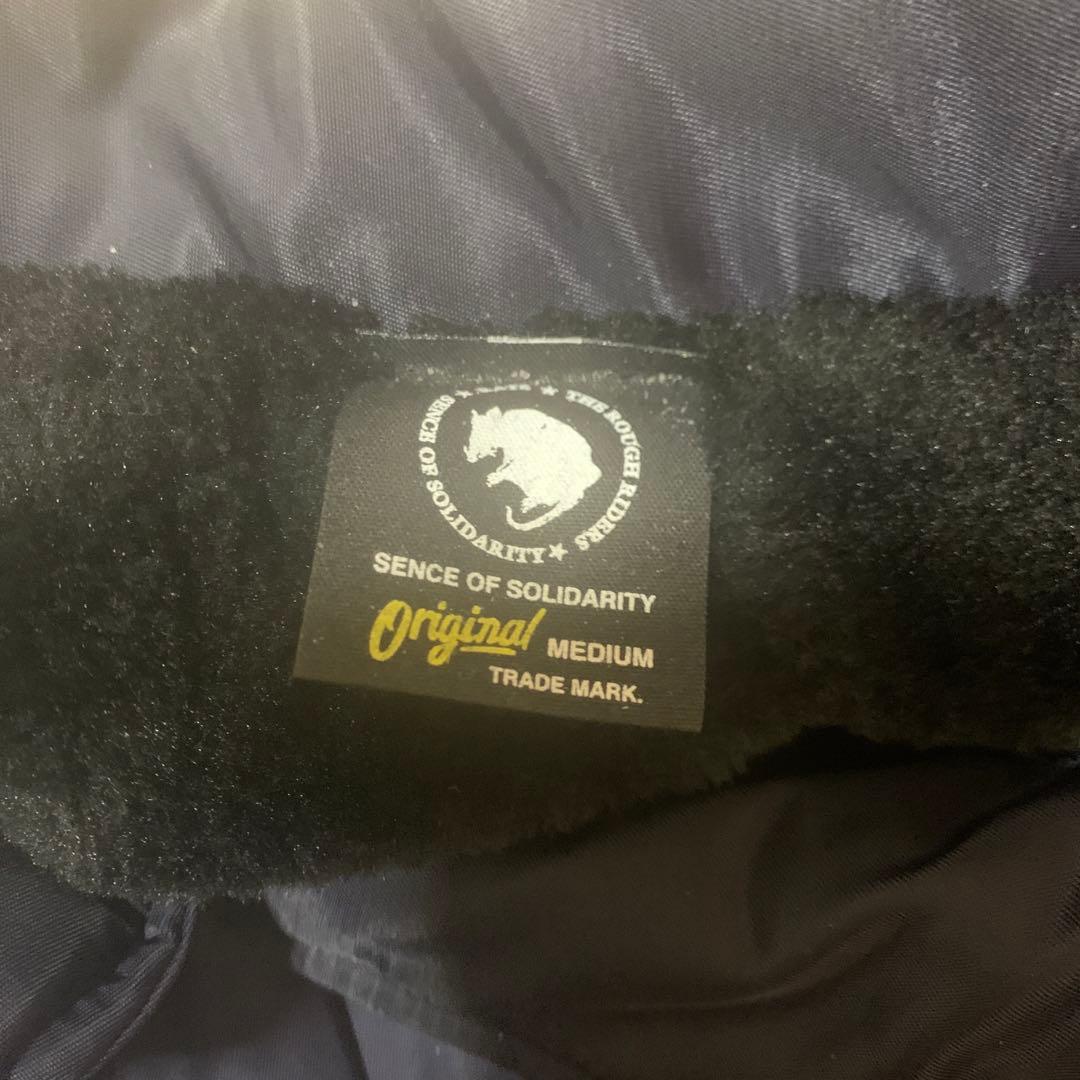 ★ ★ THE ROUGH RIDERS
SENCE OF SOLIDARITY ★
SENCE OF SOLIDARITY
Original MEDIUM
TRADE MARK.